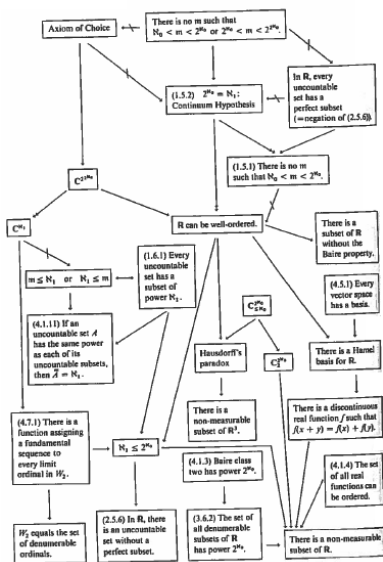 Axiom of Choice
There is no m such that
ℵ₀ < m < 2^ℵ₀ or 2^ℵ₀ < m < 2^2^ℵ₀.
(1.5.2) 2^ℵ₀ = ℵ₁:
Continuum Hypothesis
In R, every
uncountable
set has a
perfect subset
(=negation of (2.5.6)).
(1.5.1) There is no m
such that ℵ₀ < m < 2^ℵ₀.
R can be well-ordered.
There is a
subset of R
without the
Baire property.
m ≤ ℵ₁ or ℵ₁ ≤ m
(1.6.1) Every
uncountable
set has a
subset of
power ℵ₁.
(4.5.1) Every
vector space
has a basis.
(4.1.11) If an
uncountable set A
has the same power
as each of its
uncountable subsets,
then
Hausdorff's
paradox
There is a Hamel
basis for R.
There is a
non-measurable
subset of R³.
There is a discontinuous
real function f such that
f(x + y) = f(x) + f(y).
(4.7.1) There is a
function assigning
a fundamental
sequence to
every limit
ordinal in W₂.
ℵ₁ ≤ 2^ℵ₀
(4.1.3) Baire class
two has power 2^ℵ₀.
(4.1.4) The set
of all real
functions can
be ordered.
W₂ equals the set
of denumerable
ordinals.
(2.5.6) In R, there
is an uncountable
set without a
perfect subset.
(3.6.2) The set of
all denumerable
subsets of R
has power 2^ℵ₀.
There is a non-measurable
subset of R.